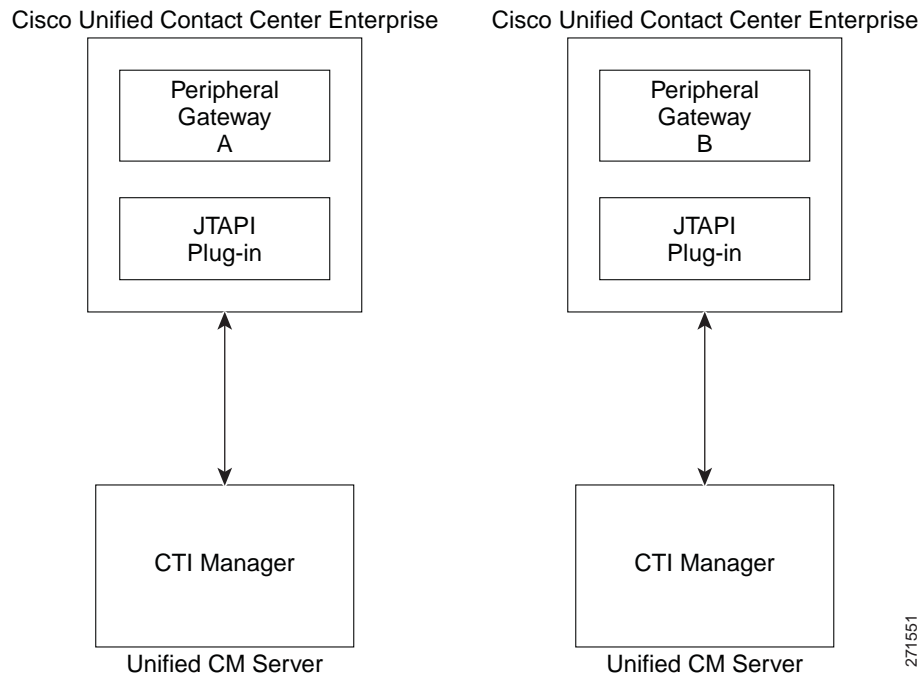 Cisco Unified Contact Center Enterprise
Peripheral
Gateway
A
JTAPI
Plug-in
CTI Manager
Unified CM Server
Cisco Unified Contact Center Enterprise
Peripheral
Gateway
B
JTAPI
Plug-in
CTI Manager
Unified CM Server
271551